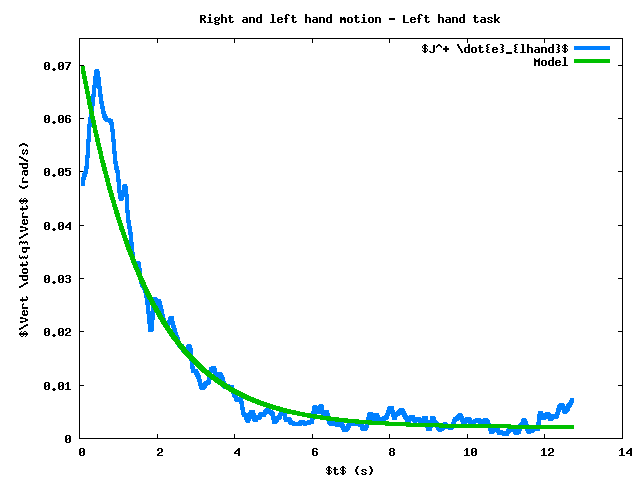 Right and left hand motion - Left hand task
$J^+ \dot{e}_{lhand}$
Model
0.07
0.06
0.05
0.04
0.03
0.02
0.01
0
$\Vert \dot{q}\Vert$ (rad/s)
0 2 4 6 8 10 12 14
$t$ (s)